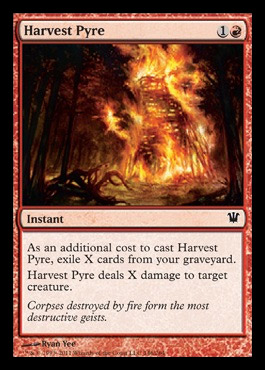 Harvest Pyre 1
Instant
As an additional cost to cast Harvest
Pyre, exile X cards from your graveyard.
Harvest Pyre deals X damage to target
creature.
Corpses destroyed by fire form the most
destructive geists.
Ryan Yee